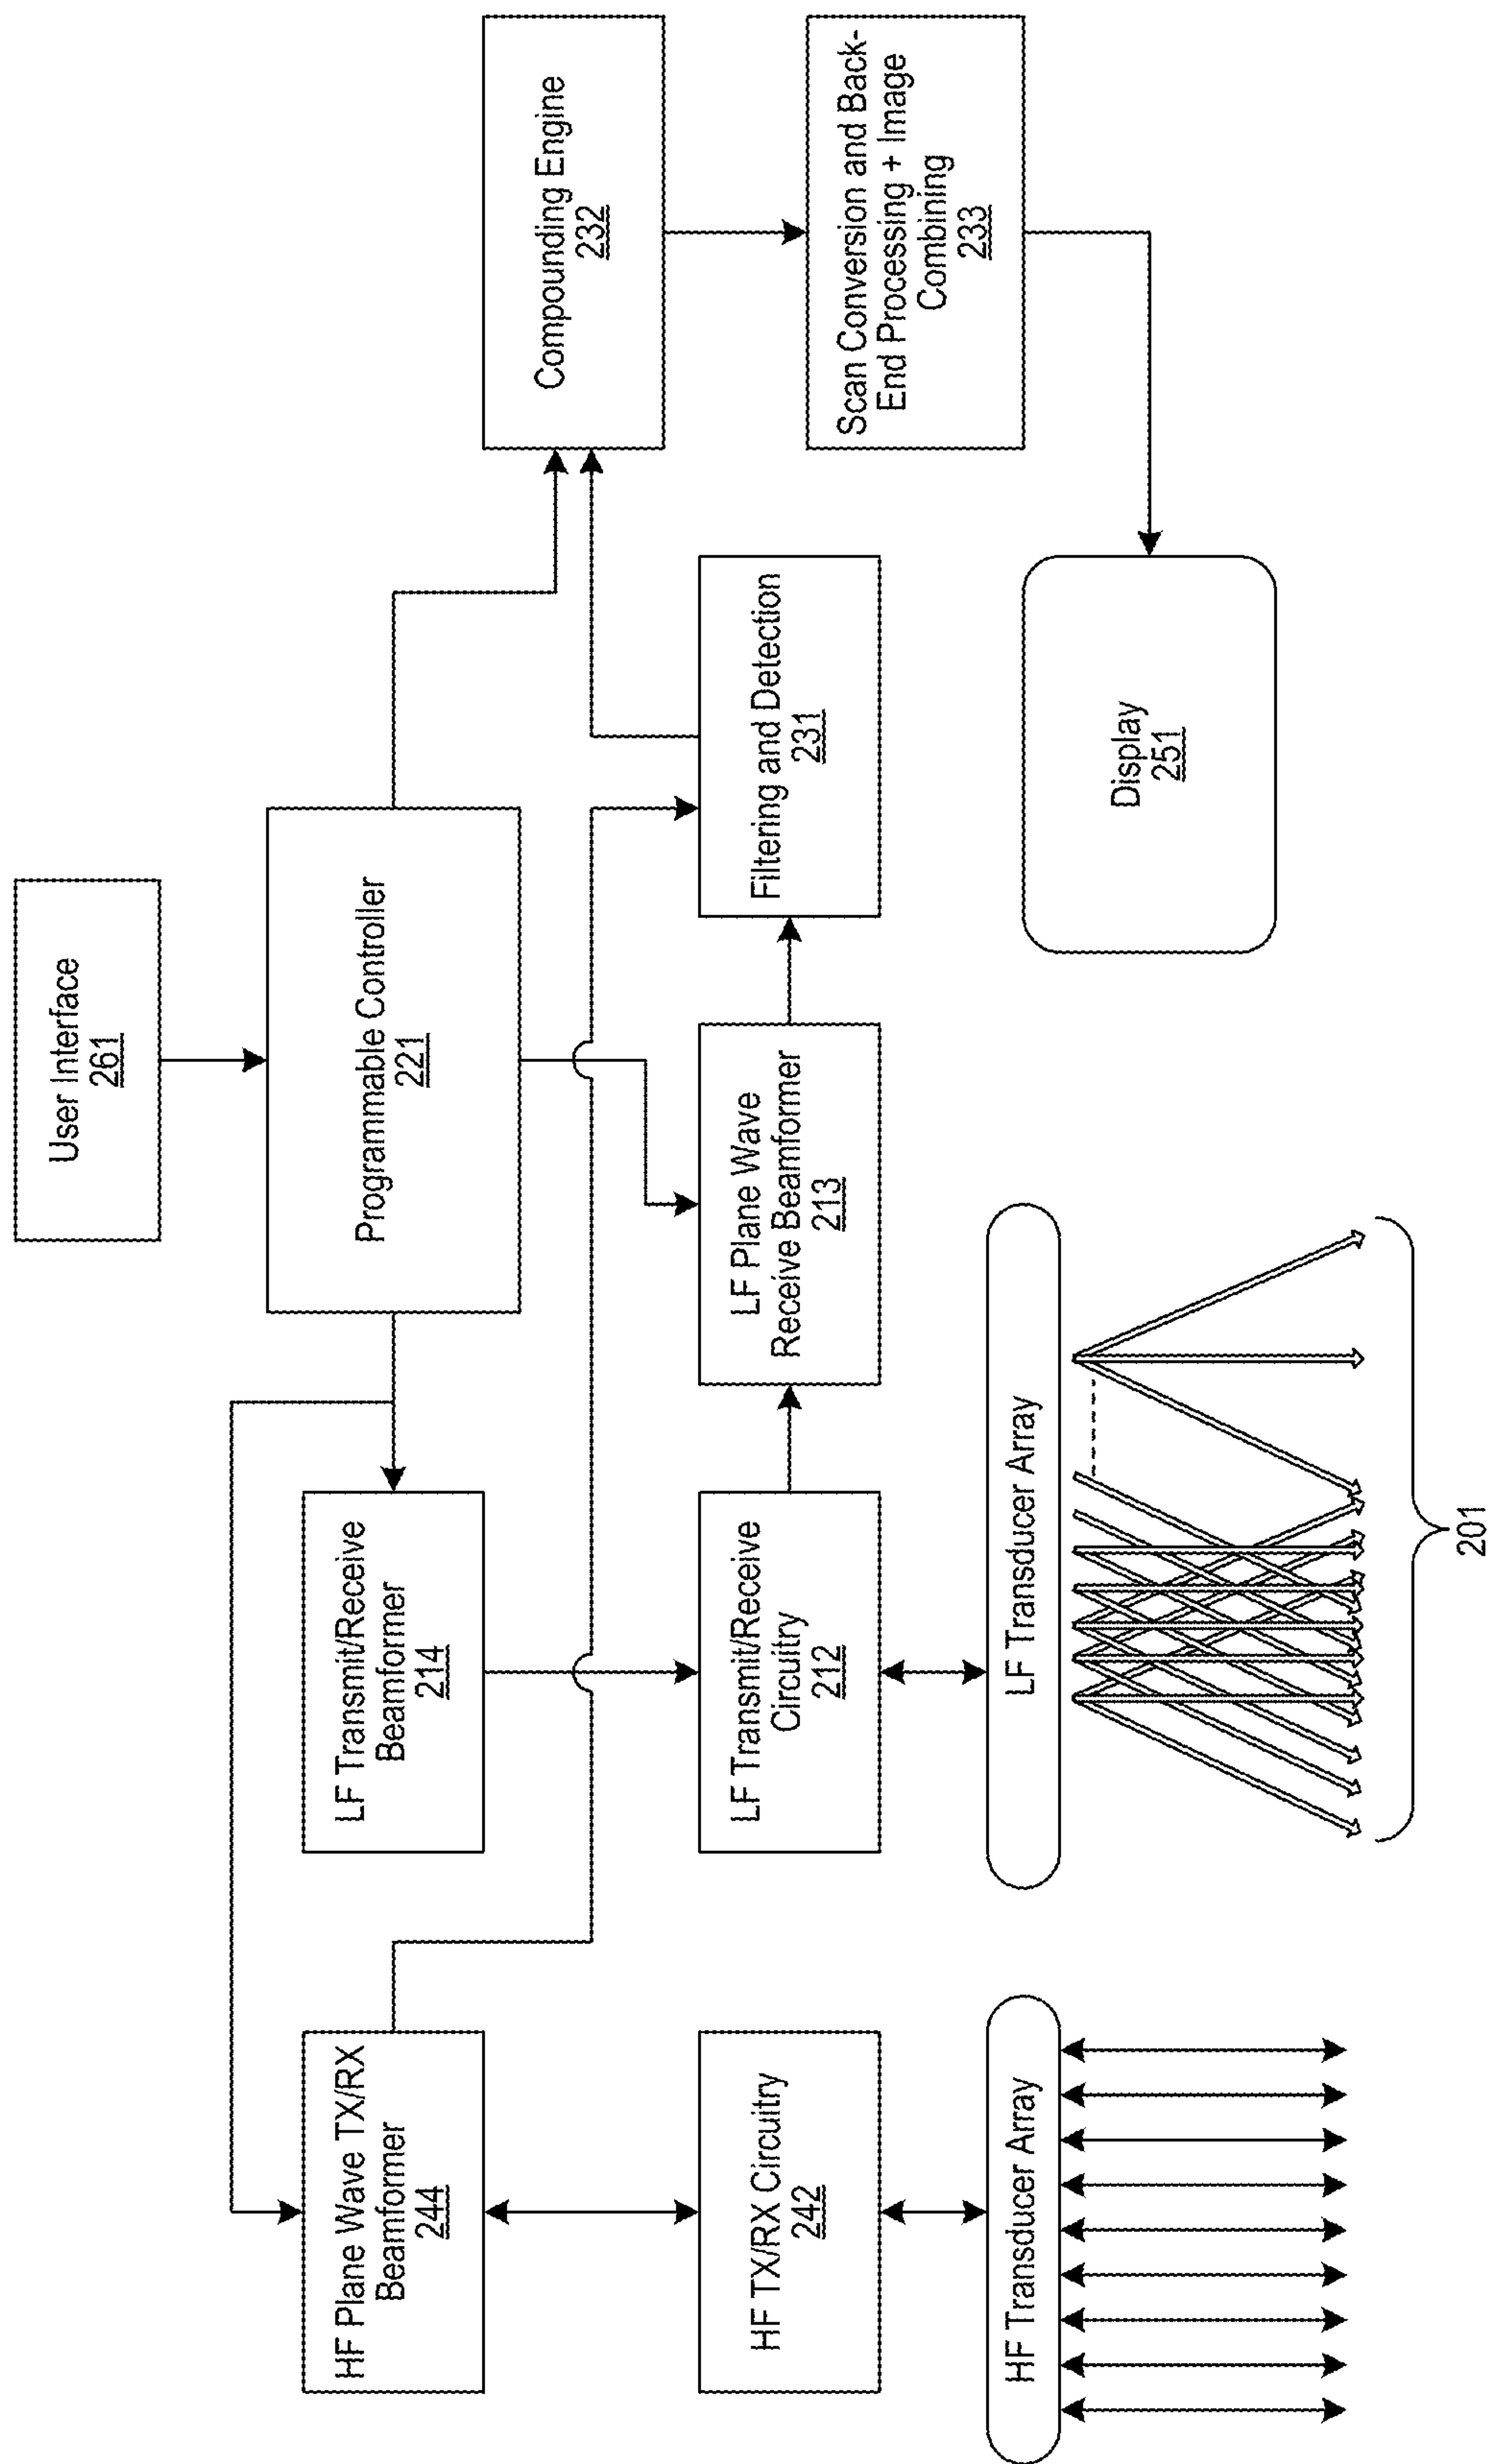 User Interface
261
Programmable Controller
221
Compounding Engine
232
HF Plane Wave TX/RX
Beamformer
244
LF Transmit/Receive
Beamformer
214
HF TX/RX Circuitry
242
LF Transmit/Receive
Circuitry
212
LF Plane Wave
Receive Beamformer
213
Filtering and Detection
231
Scan Conversion and Back-
End Processing + Image
Combining
233
HF Transducer Array
LF Transducer Array
Display
251
201